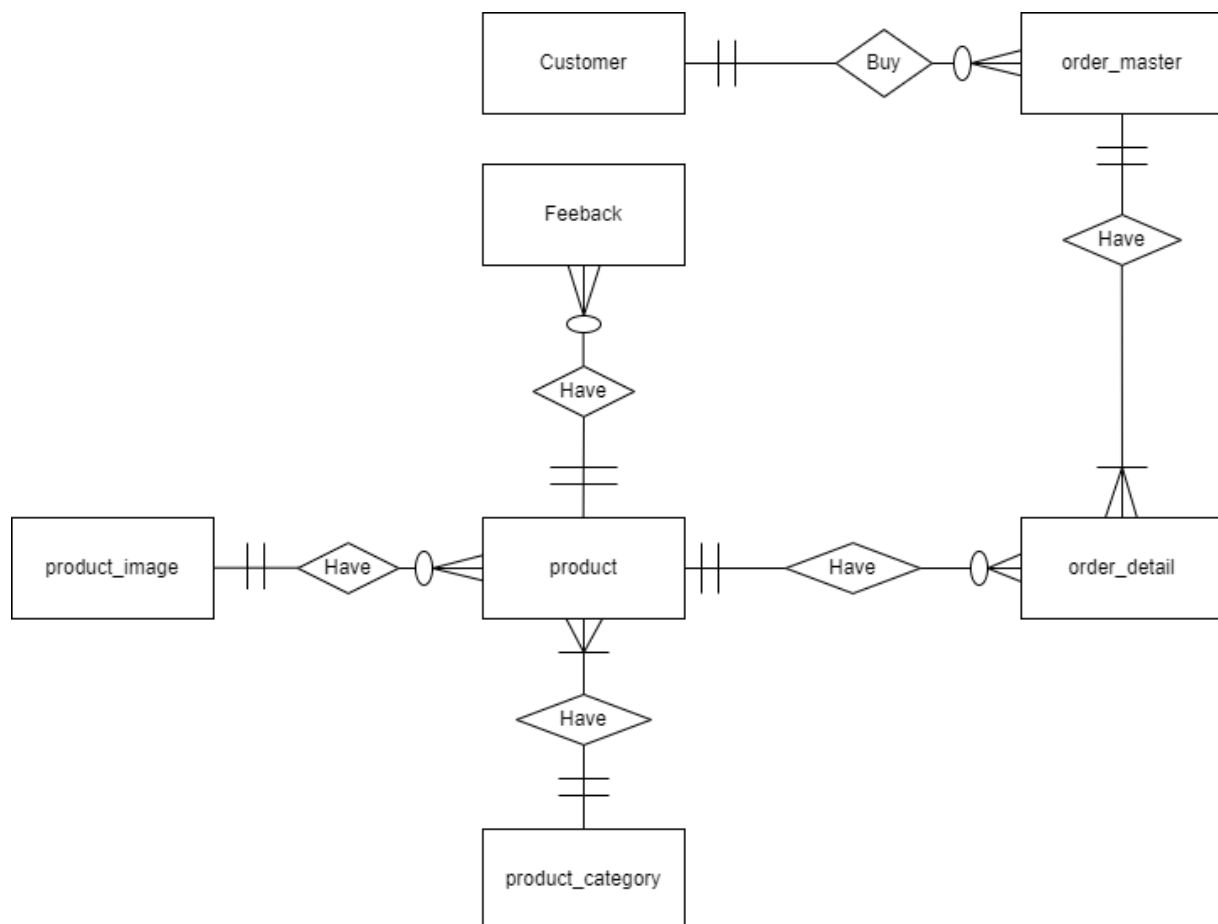 Customer
Buy
order_master
Feeback
Have
Have
product_image
Have
product
Have
order_detail
Have
product_category